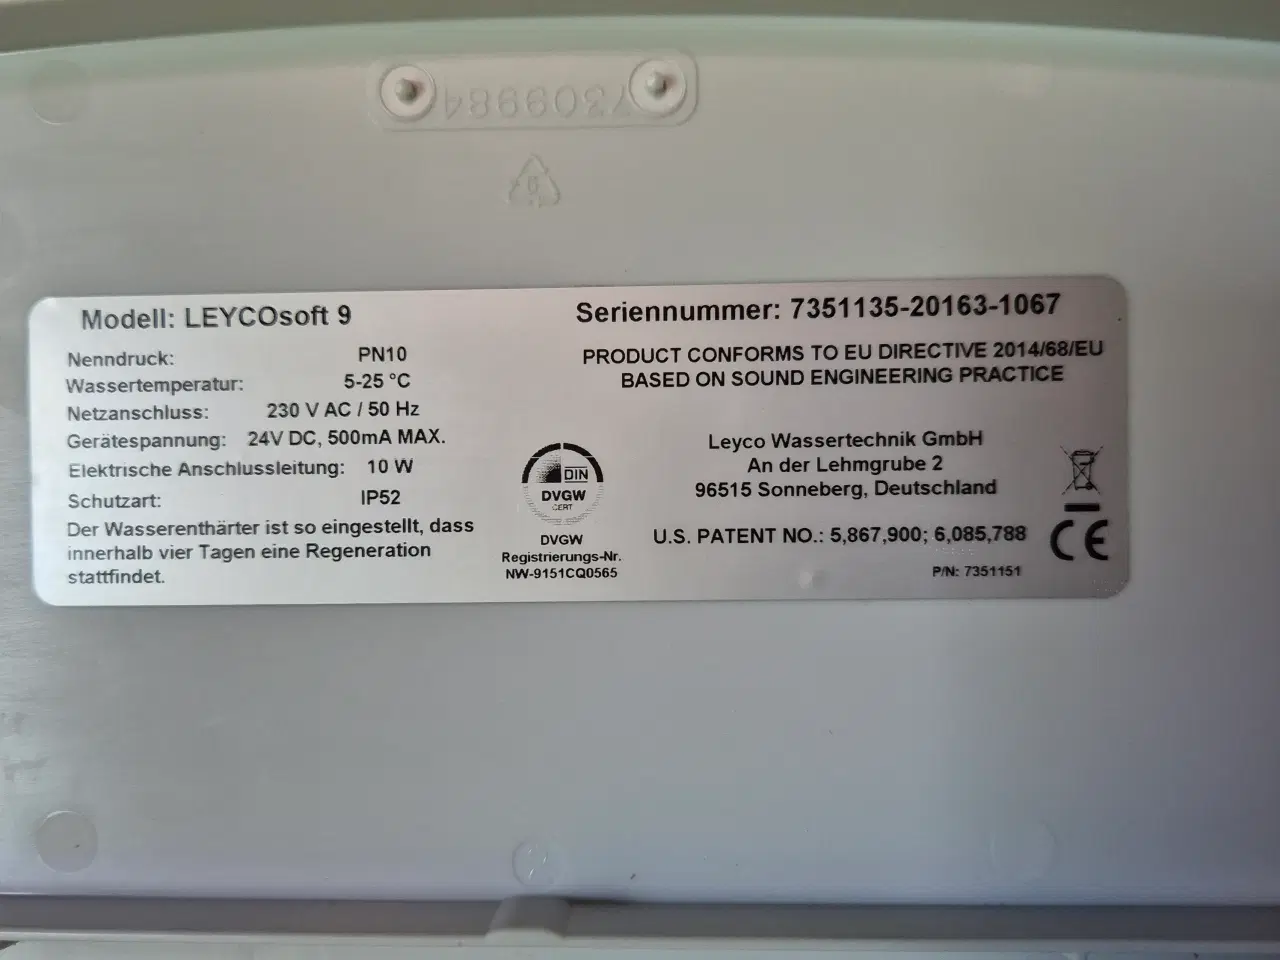 7309984
Modell: LEYCOsoft 9
Nenndruck: PN10
Wassertemperatur: 5-25 °C
Netzanschluss: 230 V AC / 50 Hz
Gerätespannung: 24V DC, 500mA MAX.
Elektrische Anschlussleitung: 10 W
Schutzart: IP52
Der Wasserenthärter ist so eingestellt, dass
innerhalb vier Tagen eine Regeneration
stattfindet.
DIN
DVGW
CERT
DVGW
Registrierungs-Nr.
NW-9151CQ0565
Seriennummer: 7351135-20163-1067
PRODUCT CONFORMS TO EU DIRECTIVE 2014/68/EU
BASED ON SOUND ENGINEERING PRACTICE
Leyco Wassertechnik GmbH
An der Lehmgrube 2
96515 Sonneberg, Deutschland
U.S. PATENT NO.: 5,867,900; 6,085,788
CE
P/N: 7351151